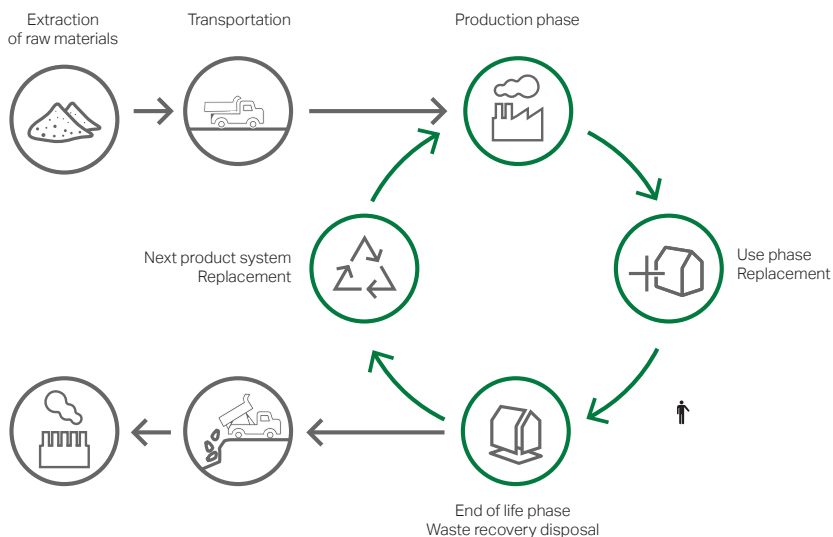 Extraction
of raw materials
Transportation
Production phase
Next product system
Replacement
Use phase
Replacement
End of life phase
Waste recovery disposal